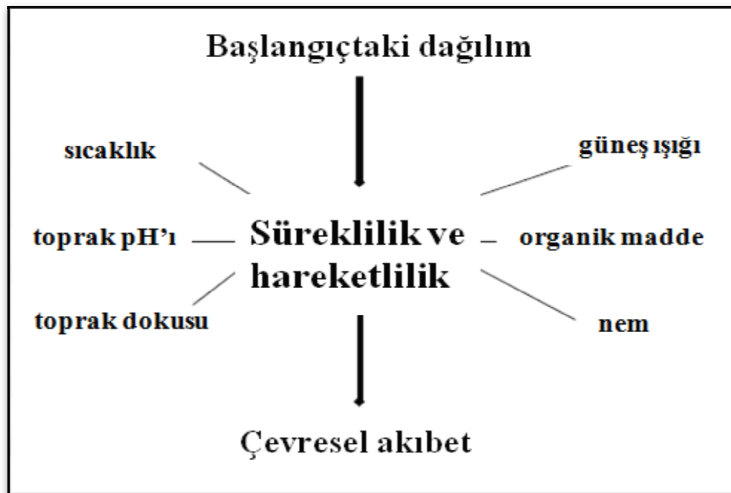 Başlangıçtaki dağılım
sıcaklık
güneş ışığı
toprak pH’ı
Süreklilik ve
hareketlilik
organik madde
toprak dokusu
nem
Çevresel akıbet